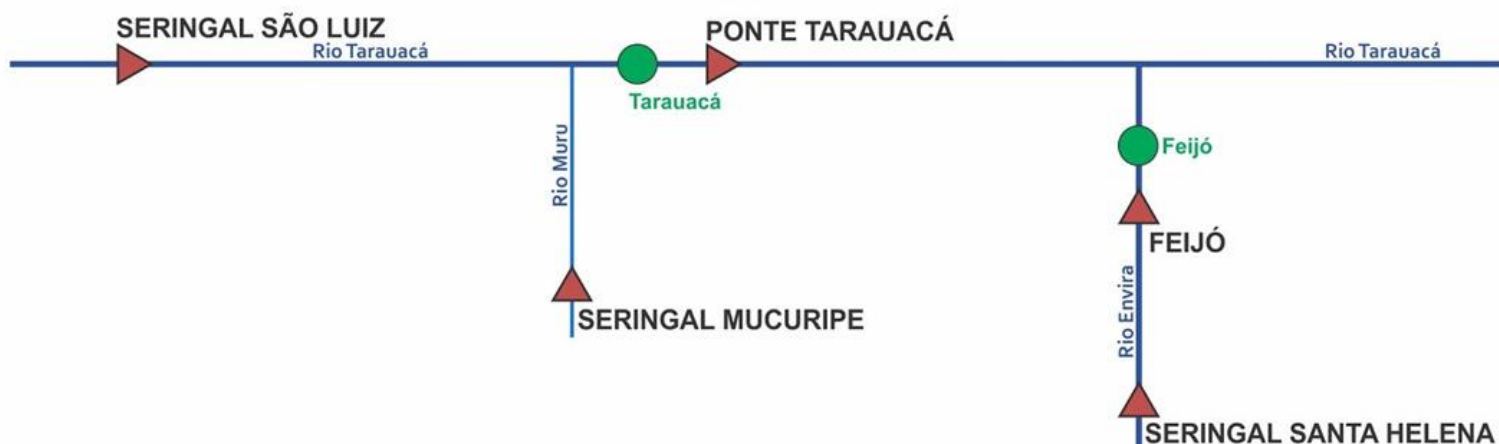 SERINGAL SÃO LUIZ
Rio Tarauacá
PONTE TARAUACÁ
Rio Tarauacá
Tarauacá
Rio Muru
Feijó
FEIJÓ
SERINGAL MUCURIPE
Rio Envira
SERINGAL SANTA HELENA